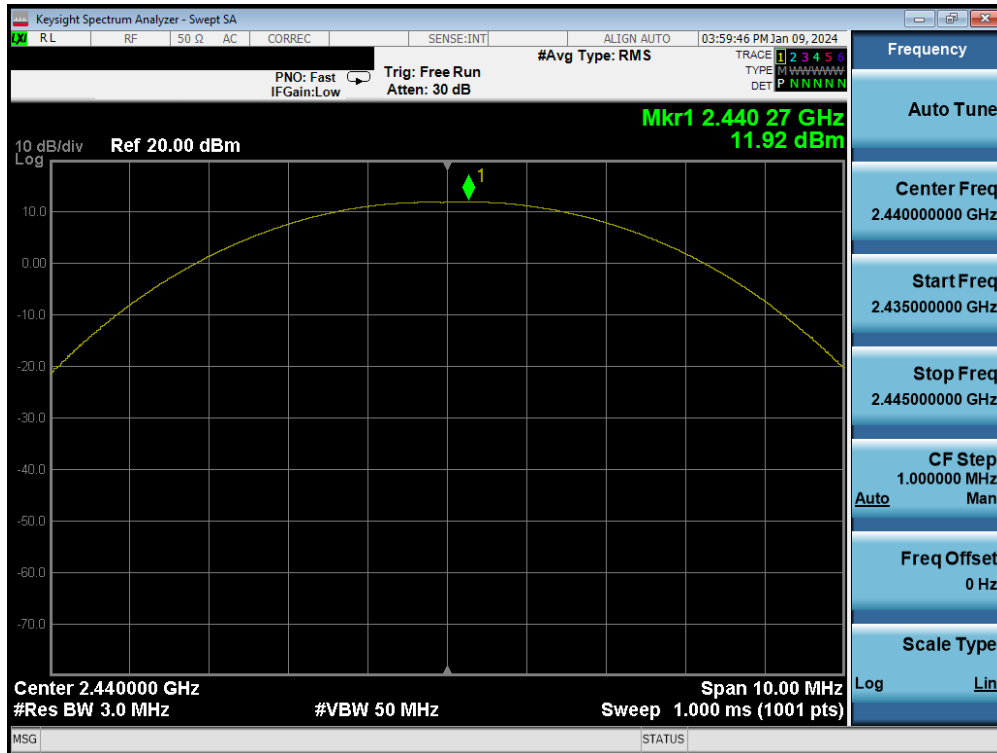 Keysight Spectrum Analyzer - Swept SA
LXI RL RF 50 Ω AC CORREC SENSE:INT ALIGN AUTO 03:59:46 PM Jan 09, 2024
#Avg Type: RMS
TRACE 1 2 3 4 5 6
PNO: Fast Trig: Free Run
TYPE M WWWWW
IFGain:Low Atten: 30 dB
DET P N N N N N
Mkr1 2.440 27 GHz
11.92 dBm
10 dB/div Ref 20.00 dBm
Log
1
10.0
0.00
-10.0
-20.0
-30.0
-40.0
-50.0
-60.0
-70.0
Center 2.440000 GHz Span 10.00 MHz
#Res BW 3.0 MHz #VBW 50 MHz Sweep 1.000 ms (1001 pts)
MSG STATUS
Frequency
Auto Tune
Center Freq
2.440000000 GHz
Start Freq
2.435000000 GHz
Stop Freq
2.445000000 GHz
CF Step
1.000000 MHz
Auto Man
Freq Offset
0 Hz
Scale Type
Log Lin